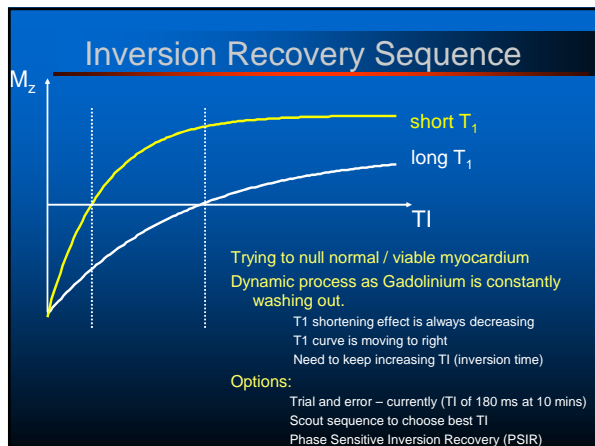 Inversion Recovery Sequence
Mz
short T1
long T1
TI
Trying to null normal / viable myocardium
Dynamic process as Gadolinium is constantly
washing out.
T1 shortening effect is always decreasing
T1 curve is moving to right
Need to keep increasing TI (inversion time)
Options:
Trial and error – currently (TI of 180 ms at 10 mins)
Scout sequence to choose best TI
Phase Sensitive Inversion Recovery (PSIR)